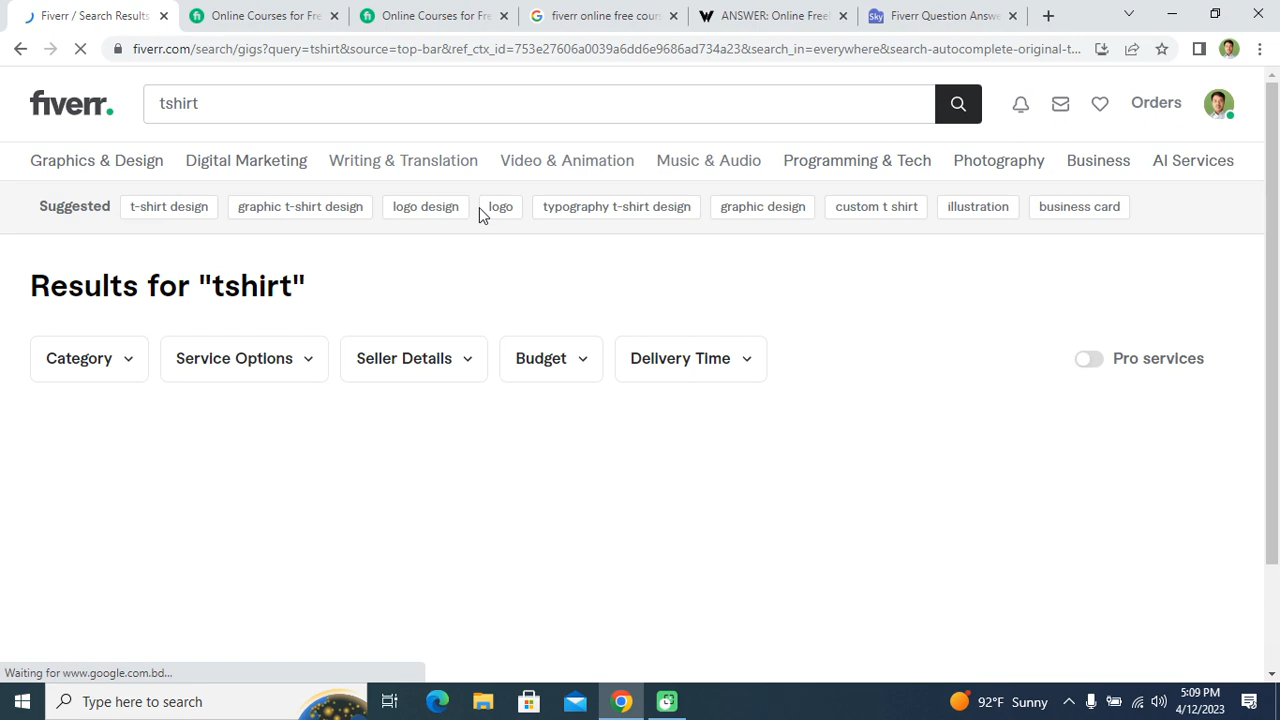 Fiverr / Search Results
Online Courses for Fre
Online Courses for Fre
fiverr online free cours
ANSWER: Online Freel
Fiverr Question Answe
fiverr.com/search/gigs?query=tshirt&source=top-bar&ref_ctx_id=753e27606a0039a6dd6e9686ad734a23&search_in=everywhere&search-autocomplete-original-t...
fiverr.
tshirt
Orders
Graphics & Design Digital Marketing Writing & Translation Video & Animation Music & Audio Programming & Tech Photography Business AI Services
Suggested t-shirt design graphic t-shirt design logo design logo typography t-shirt design graphic design custom t shirt illustration business card
Results for "tshirt"
Category Service Options Seller Details Budget Delivery Time Pro services
Waiting for www.google.com.bd...
Type here to search
92°F Sunny
5:09 PM
4/12/2023